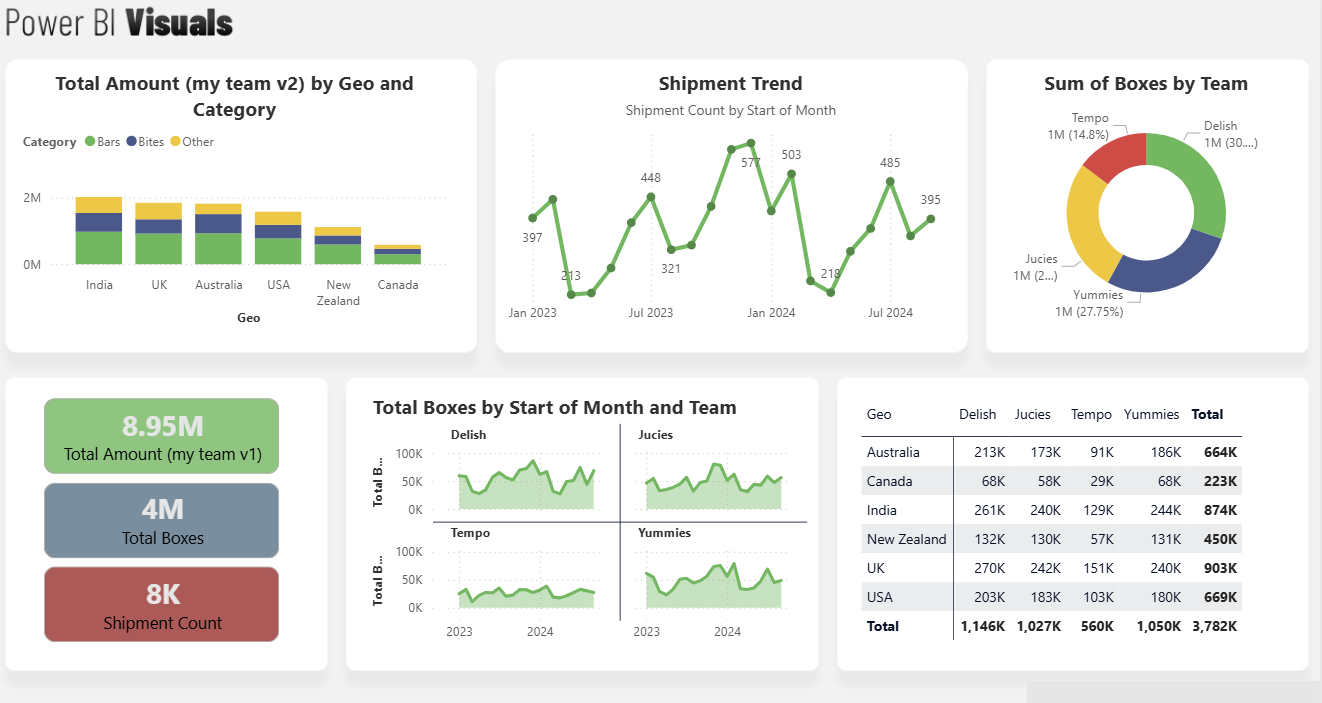 Power BI Visuals
Total Amount (my team v2) by Geo and
Category
Category Bars Bites Other
2M
0M
India UK Australia USA New Zealand Canada
Geo
Shipment Trend
Shipment Count by Start of Month
397
213
448
321
577
503
218
485
395
Jan 2023 Jul 2023 Jan 2024 Jul 2024
Sum of Boxes by Team
Tempo
1M (14.8%)
Delish
1M (30....)
Jucies
1M (2...)
Yummies
1M (27.75%)
8.95M
Total Amount (my team v1)
4M
Total Boxes
8K
Shipment Count
Total Boxes by Start of Month and Team
Delish Jucies
Total B...
100K
50K
0K
Tempo Yummies
Total B...
100K
50K
0K
2023 2024 2023 2024
Geo Delish Jucies Tempo Yummies Total
Australia 213K 173K 91K 186K 664K
Canada 68K 58K 29K 68K 223K
India 261K 240K 129K 244K 874K
New Zealand 132K 130K 57K 131K 450K
UK 270K 242K 151K 240K 903K
USA 203K 183K 103K 180K 669K
Total 1,146K 1,027K 560K 1,050K 3,782K